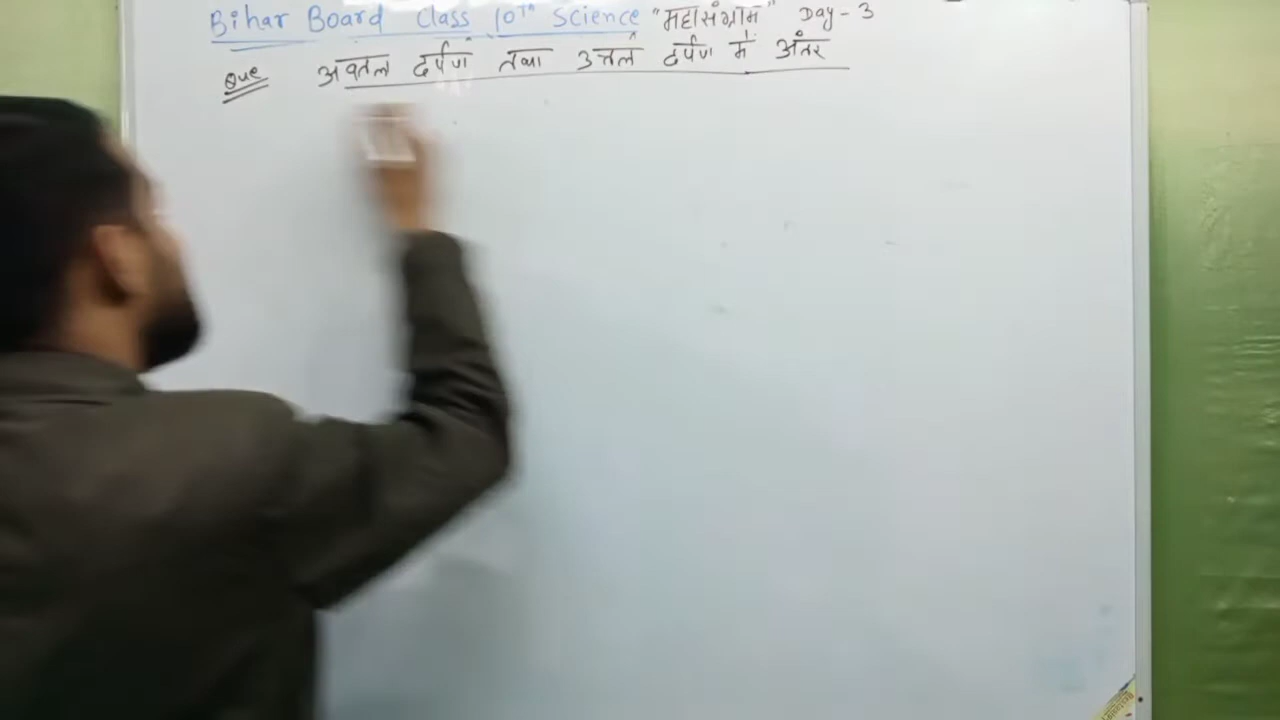 Bihar Board Class 10Th Science "महासंग्राम" Day - 3
Que अवतल दर्पण तथा उत्तल दर्पण में अंतर